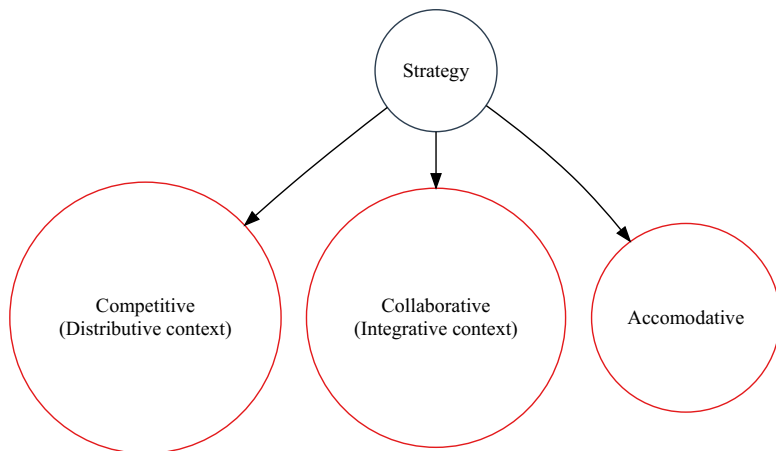 Strategy
Competitive
(Distributive context)
Collaborative
(Integrative context)
Accomodative